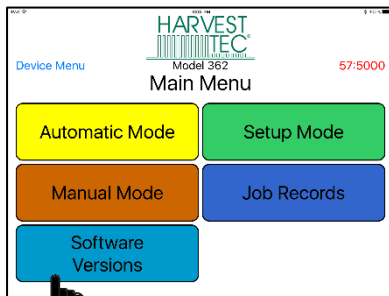 HARVEST
TEC
Device Menu
Model 362
57:5000
Main Menu
Automatic Mode
Setup Mode
Manual Mode
Job Records
Software
Versions